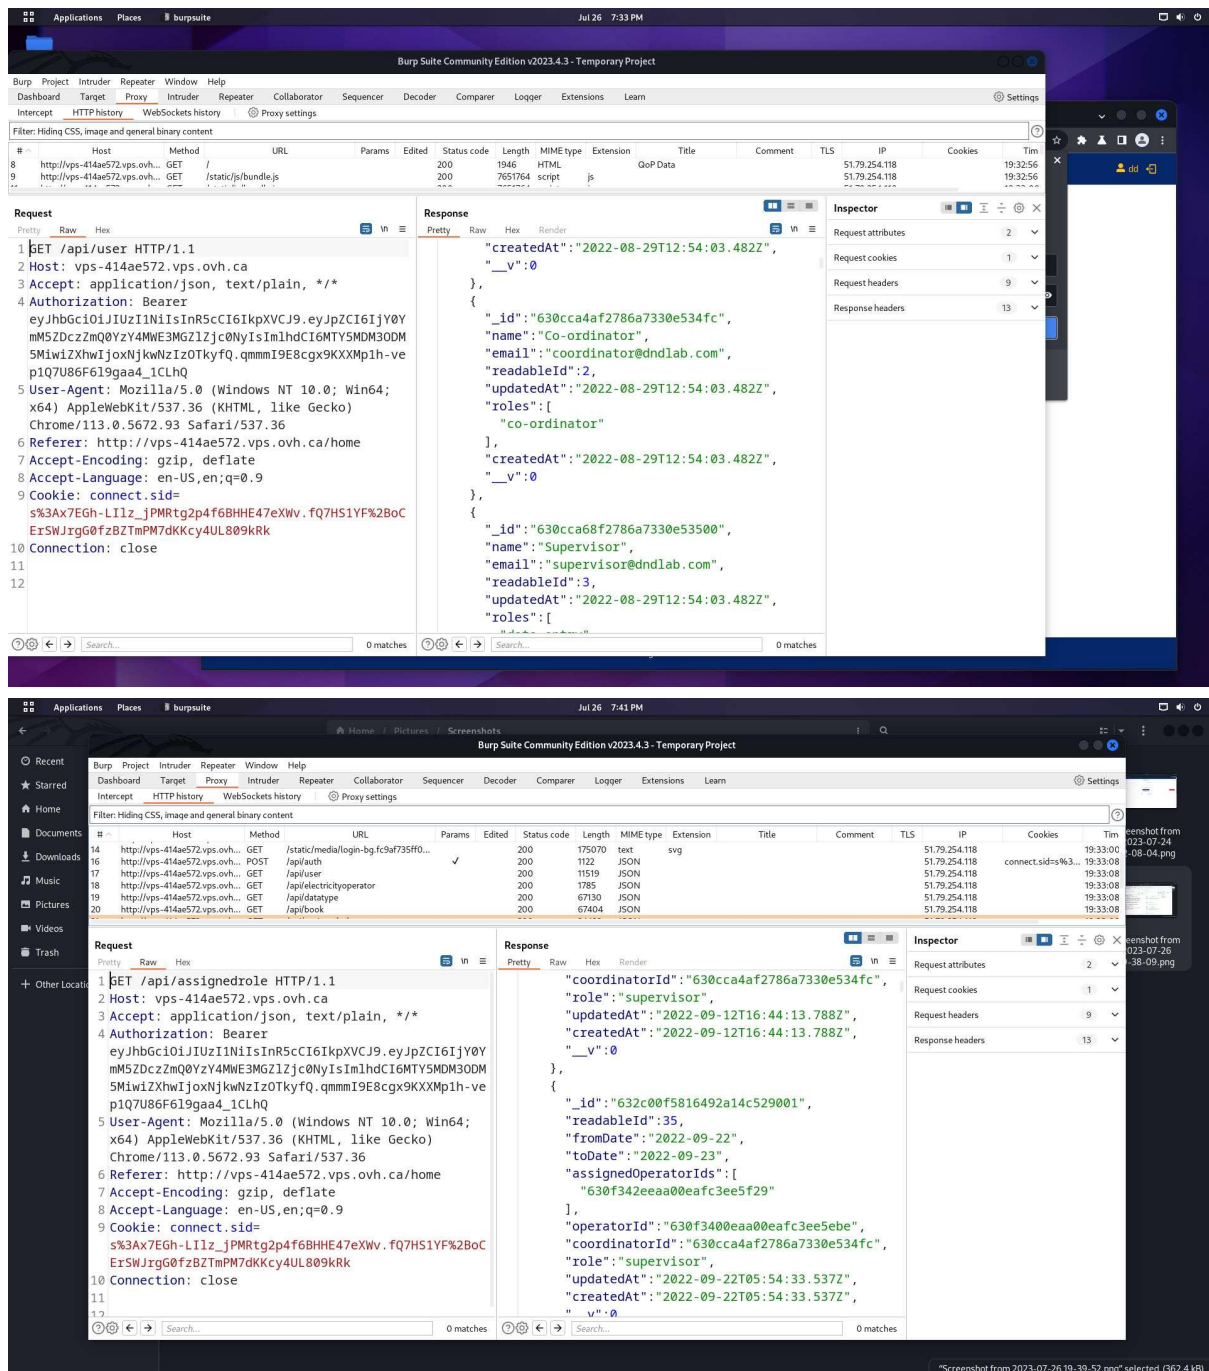 Applications Places burpsuite Jul 26 7:33 PM
Burp Suite Community Edition v2023.4.3 - Temporary Project
Burp Project Intruder Repeater Window Help
Dashboard Target Proxy Intruder Repeater Collaborator Sequencer Decoder Comparer Logger Extensions Learn Settings
Intercept HTTP history WebSockets history Proxy settings
Filter: Hiding CSS, image and general binary content
# Host Method URL Params Edited Status code Length MIME type Extension Title Comment TLS IP Cookies Tim
8 http://vps-414ae572.vps.ovh... GET / 200 1946 HTML QoP Data 51.79.254.118 19:32:56
9 http://vps-414ae572.vps.ovh... GET /static/js/bundle.js 200 7651764 script js 51.79.254.118 19:32:56
dd
Request
Pretty Raw Hex
1 GET /api/user HTTP/1.1
2 Host: vps-414ae572.vps.ovh.ca
3 Accept: application/json, text/plain, */*
4 Authorization: Bearer
eyJhbGciOiJIUzI1NiIsInR5cCI6IkpXVCJ9.eyJpZCI6IjY0Y
mM5ZDczZmQ0YzY4MWE3MGZlZjc0NyIsImlhdCI6MTY5MDM3ODM
5MiwiZXhwIjoxNjkwNzIzOTkyfQ.qmmmI9E8cgx9KXXMp1h-ve
p1Q7U86F6l9gaa4_1CLhQ
5 User-Agent: Mozilla/5.0 (Windows NT 10.0; Win64;
x64) AppleWebKit/537.36 (KHTML, like Gecko)
Chrome/113.0.5672.93 Safari/537.36
6 Referer: http://vps-414ae572.vps.ovh.ca/home
7 Accept-Encoding: gzip, deflate
8 Accept-Language: en-US,en;q=0.9
9 Cookie: connect.sid=
s%3Ax7EGh-LIlz_jPMRtg2p4f6BHHE47eXWv.fQ7HS1YF%2BoC
ErSWJrgG0fzBZTmPM7dKKcy4UL809kRk
10 Connection: close
11
12
Search... 0 matches
Response
Pretty Raw Hex Render
"createdAt":"2022-08-29T12:54:03.482Z",
"__v":0
},
{
"_id":"630cca4af2786a7330e534fc",
"name":"Co-ordinator",
"email":"coordinator@dndlab.com",
"readableId":2,
"updatedAt":"2022-08-29T12:54:03.482Z",
"roles":[
"co-ordinator"
],
"createdAt":"2022-08-29T12:54:03.482Z",
"__v":0
},
{
"_id":"630cca68f2786a7330e53500",
"name":"Supervisor",
"email":"supervisor@dndlab.com",
"readableId":3,
"updatedAt":"2022-08-29T12:54:03.482Z",
"roles":[
"data-entry"
Search... 0 matches
Inspector
Request attributes 2
Request cookies 1
Request headers 9
Response headers 13
Applications Places burpsuite Jul 26 7:41 PM
Home / Pictures / Screenshots
Burp Suite Community Edition v2023.4.3 - Temporary Project
Recent
Starred
Home
Documents
Downloads
Music
Pictures
Videos
Trash
+ Other Locatio
Burp Project Intruder Repeater Window Help
Dashboard Target Proxy Intruder Repeater Collaborator Sequencer Decoder Comparer Logger Extensions Learn Settings
Intercept HTTP history WebSockets history Proxy settings
Filter: Hiding CSS, image and general binary content
# Host Method URL Params Edited Status code Length MIME type Extension Title Comment TLS IP Cookies Tim
14 http://vps-414ae572.vps.ovh... GET /static/media/login-bg.fc9af735ff0... 200 175070 text svg 51.79.254.118 19:33:00
16 http://vps-414ae572.vps.ovh... POST /api/auth ✓ 200 1122 JSON 51.79.254.118 connect.sid=s%3... 19:33:08
17 http://vps-414ae572.vps.ovh... GET /api/user 200 11519 JSON 51.79.254.118 19:33:08
18 http://vps-414ae572.vps.ovh... GET /api/electricityoperator 200 1785 JSON 51.79.254.118 19:33:08
19 http://vps-414ae572.vps.ovh... GET /api/datatype 200 67130 JSON 51.79.254.118 19:33:08
20 http://vps-414ae572.vps.ovh... GET /api/book 200 67404 JSON 51.79.254.118 19:33:08
Request
Pretty Raw Hex
1 GET /api/assignedrole HTTP/1.1
2 Host: vps-414ae572.vps.ovh.ca
3 Accept: application/json, text/plain, */*
4 Authorization: Bearer
eyJhbGciOiJIUzI1NiIsInR5cCI6IkpXVCJ9.eyJpZCI6IjY0Y
mM5ZDczZmQ0YzY4MWE3MGZlZjc0NyIsImlhdCI6MTY5MDM3ODM
5MiwiZXhwIjoxNjkwNzIzOTkyfQ.qmmmI9E8cgx9KXXMp1h-ve
p1Q7U86F6l9gaa4_1CLhQ
5 User-Agent: Mozilla/5.0 (Windows NT 10.0; Win64;
x64) AppleWebKit/537.36 (KHTML, like Gecko)
Chrome/113.0.5672.93 Safari/537.36
6 Referer: http://vps-414ae572.vps.ovh.ca/home
7 Accept-Encoding: gzip, deflate
8 Accept-Language: en-US,en;q=0.9
9 Cookie: connect.sid=
s%3Ax7EGh-LIlz_jPMRtg2p4f6BHHE47eXWv.fQ7HS1YF%2BoC
ErSWJrgG0fzBZTmPM7dKKcy4UL809kRk
10 Connection: close
11
12
Search... 0 matches
Response
Pretty Raw Hex Render
"coordinatorId":"630cca4af2786a7330e534fc",
"role":"supervisor",
"updatedAt":"2022-09-12T16:44:13.788Z",
"createdAt":"2022-09-12T16:44:13.788Z",
"__v":0
},
{
"_id":"632c00f5816492a14c529001",
"readableId":35,
"fromDate":"2022-09-22",
"toDate":"2022-09-23",
"assignedOperatorIds":[
"630f342eeaa00eafc3ee5f29"
],
"operatorId":"630f3400eaa00eafc3ee5ebe",
"coordinatorId":"630cca4af2786a7330e534fc",
"role":"supervisor",
"updatedAt":"2022-09-22T05:54:33.537Z",
"createdAt":"2022-09-22T05:54:33.537Z",
"__v":0
Search... 0 matches
Inspector
Request attributes 2
Request cookies 1
Request headers 9
Response headers 13
eenshot from
023-07-24
-08-04.png
eenshot from
023-07-26
-38-09.png
"Screenshot from 2023-07-26 19-39-52.png" selected (362.4 kB)